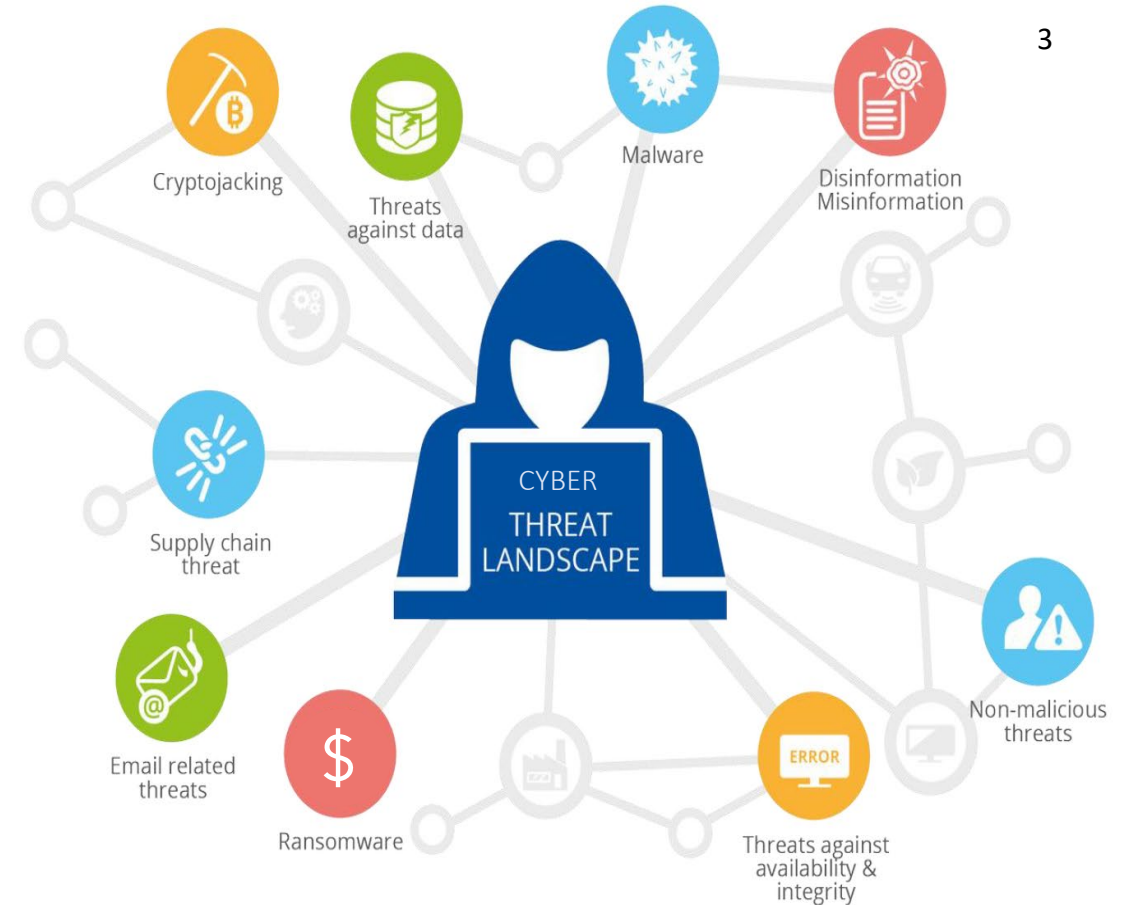 3
Cryptojacking
Threats
against data
Malware
Disinformation
Misinformation
CYBER
THREAT
LANDSCAPE
Supply chain
threat
Email related
threats
@
$
Ransomware
ERROR
Threats against
availability &
integrity
Non-malicious
threats